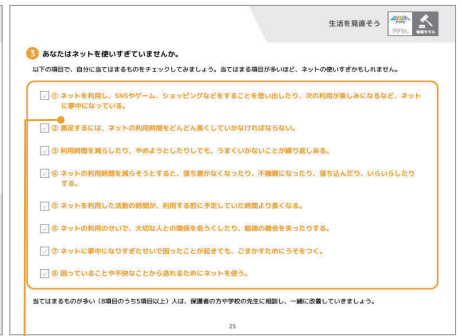 生活を見直そう
3 あなたはネットを使いすぎていませんか。
以下の項目で、自分に当てはまるものをチェックしてみましょう。当てはまる項目が多いほど、ネットの使いすぎかもしれません。
① ネットを利用し、SNSやゲーム、ショッピングなどをすることを思い出したり、次の利用が楽しみになるなど、ネット
に夢中になっている。
② 満足するには、ネットの利用時間をどんどん長くしていかなければならない。
③ 利用時間を減らしたり、やめようとしたりしても、うまくいかないことが繰り返しある。
④ ネットの利用時間を減らそうとすると、落ち着かなくなったり、不機嫌になったり、落ち込んだり、いらいらしたり
する。
⑤ ネットを利用した活動の時間が、利用する前に予定していた時間より長くなる。
⑥ ネットの利用のせいで、大切な人との関係を危うくしたり、勉強の機会を失ったりする。
⑦ ネットに夢中になりすぎたせいで困ったことが起きても、ごまかすためにうそをつく。
⑧ 困っていることや不快なことから逃れるためにネットを使う。
当てはまるものが多い（8項目のうち5項目以上）人は、保護者の方や学校の先生に相談し、一緒に改善していきましょう。
25